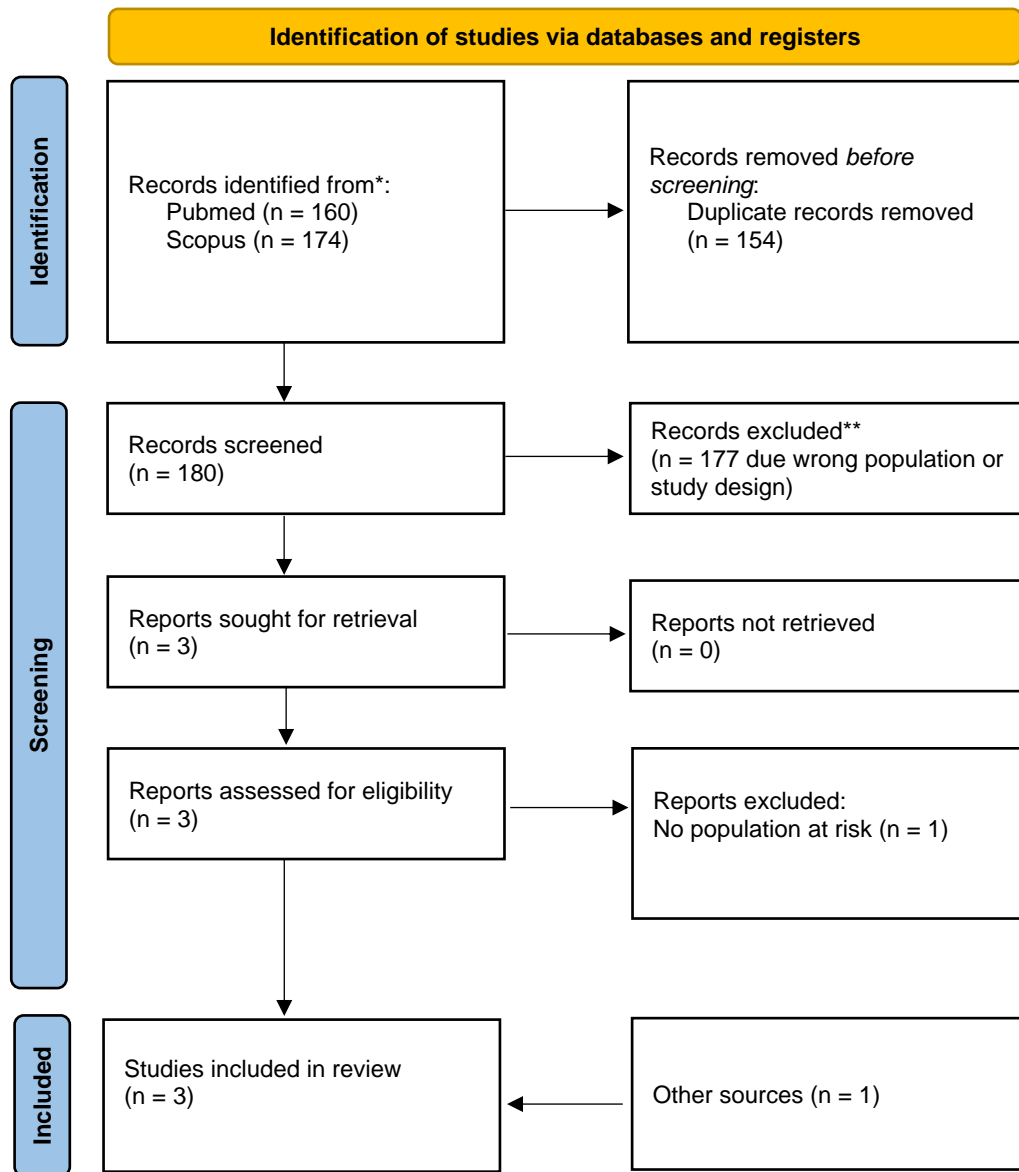 Identification of studies via databases and registers
Identification
Records identified from*:
Pubmed (n = 160)
Scopus (n = 174)
Records removed before
screening:
Duplicate records removed
(n = 154)
Screening
Records screened
(n = 180)
Records excluded**
(n = 177 due wrong population or
study design)
Reports sought for retrieval
(n = 3)
Reports not retrieved
(n = 0)
Reports assessed for eligibility
(n = 3)
Reports excluded:
No population at risk (n = 1)
Included
Studies included in review
(n = 3)
Other sources (n = 1)